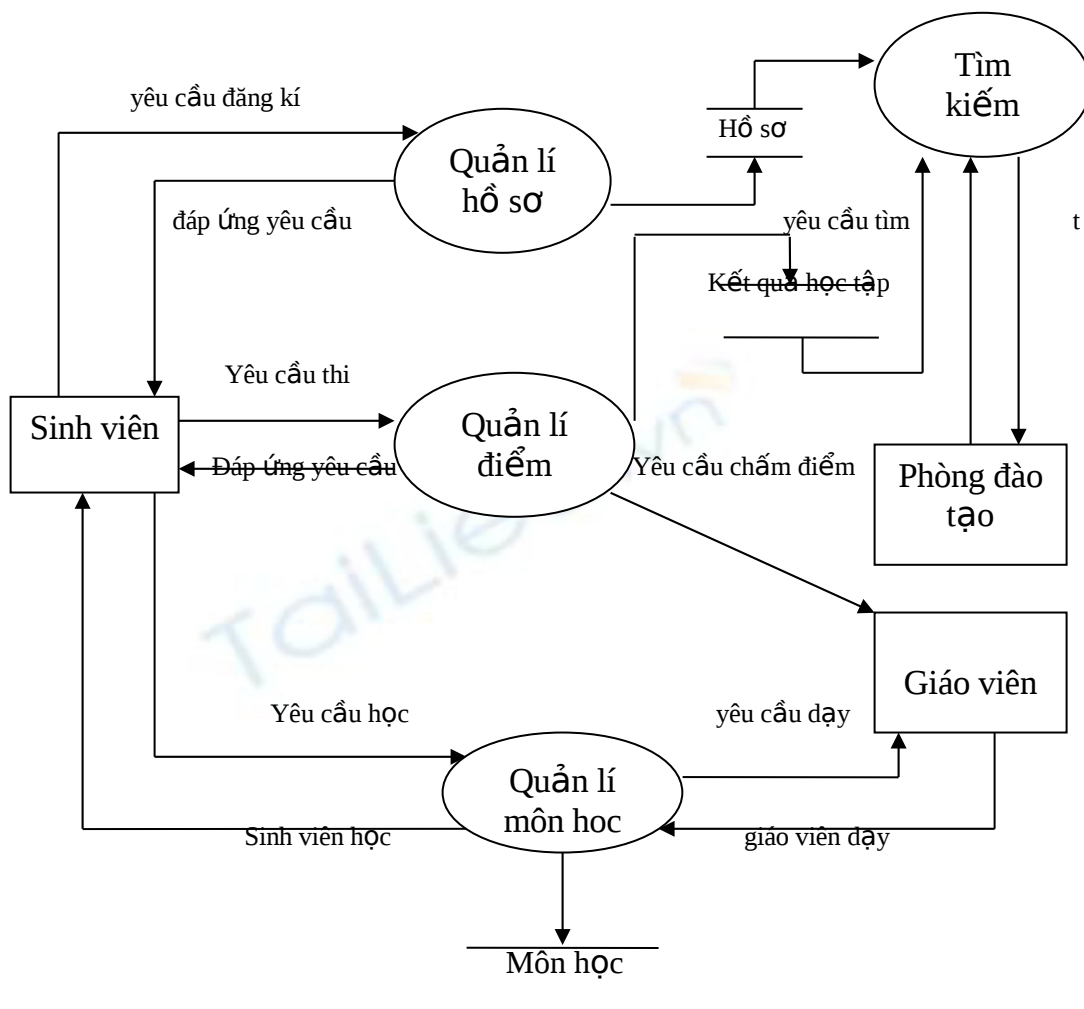 Tìm
kiếm
yêu cầu đăng kí
Hồ sơ
Quản lí
hồ sơ
đáp ứng yêu cầu
yêu cầu tìm
t
Kết quả học tập
Yêu cầu thi
Sinh viên
Quản lí
điểm
Đáp ứng yêu cầu
Yêu cầu chấm điểm
Phòng đào
tạo
Giáo viên
Yêu cầu học
yêu cầu dạy
Quản lí
môn hoc
Sinh viên học
giáo viên dạy
Môn học